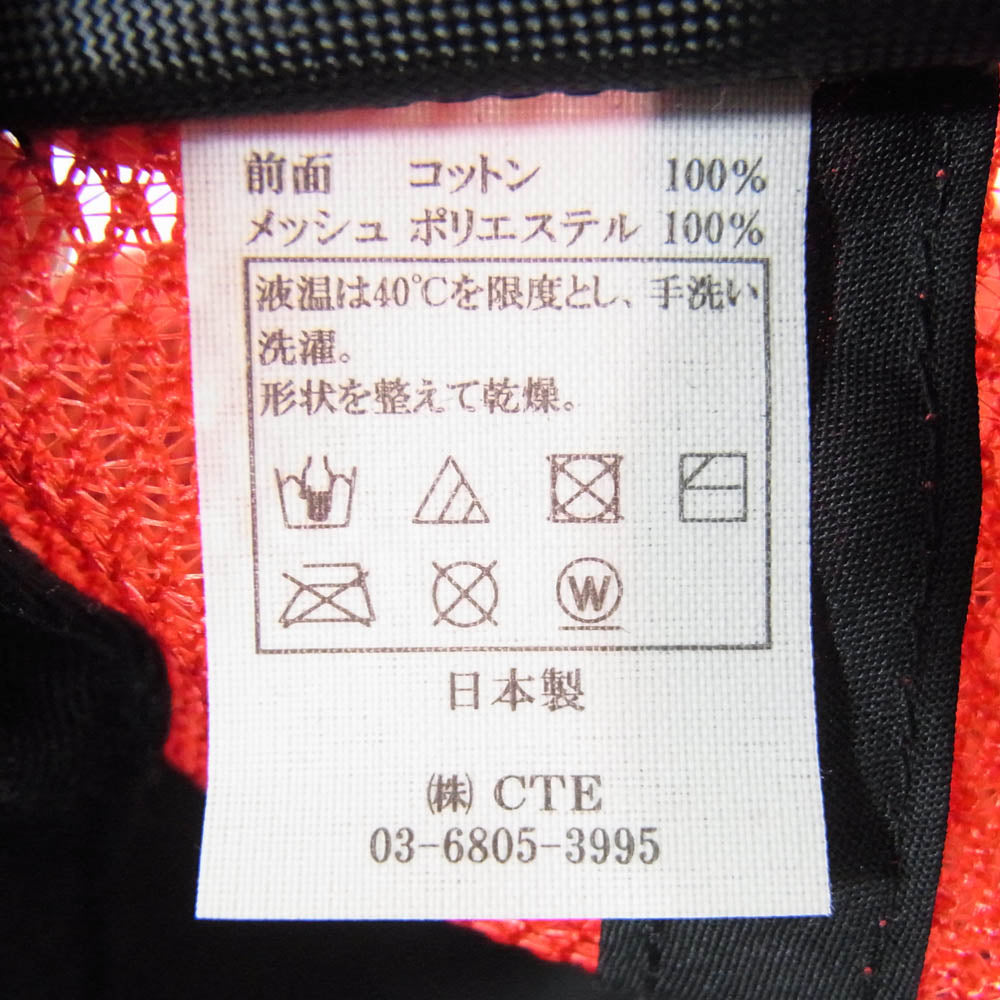 前面 コットン 100%
メッシュ ポリエステル 100%
液温は40℃を限度とし、手洗い
洗濯。
形状を整えて乾燥。
W
日本製
㈱ CTE
03-6805-3995